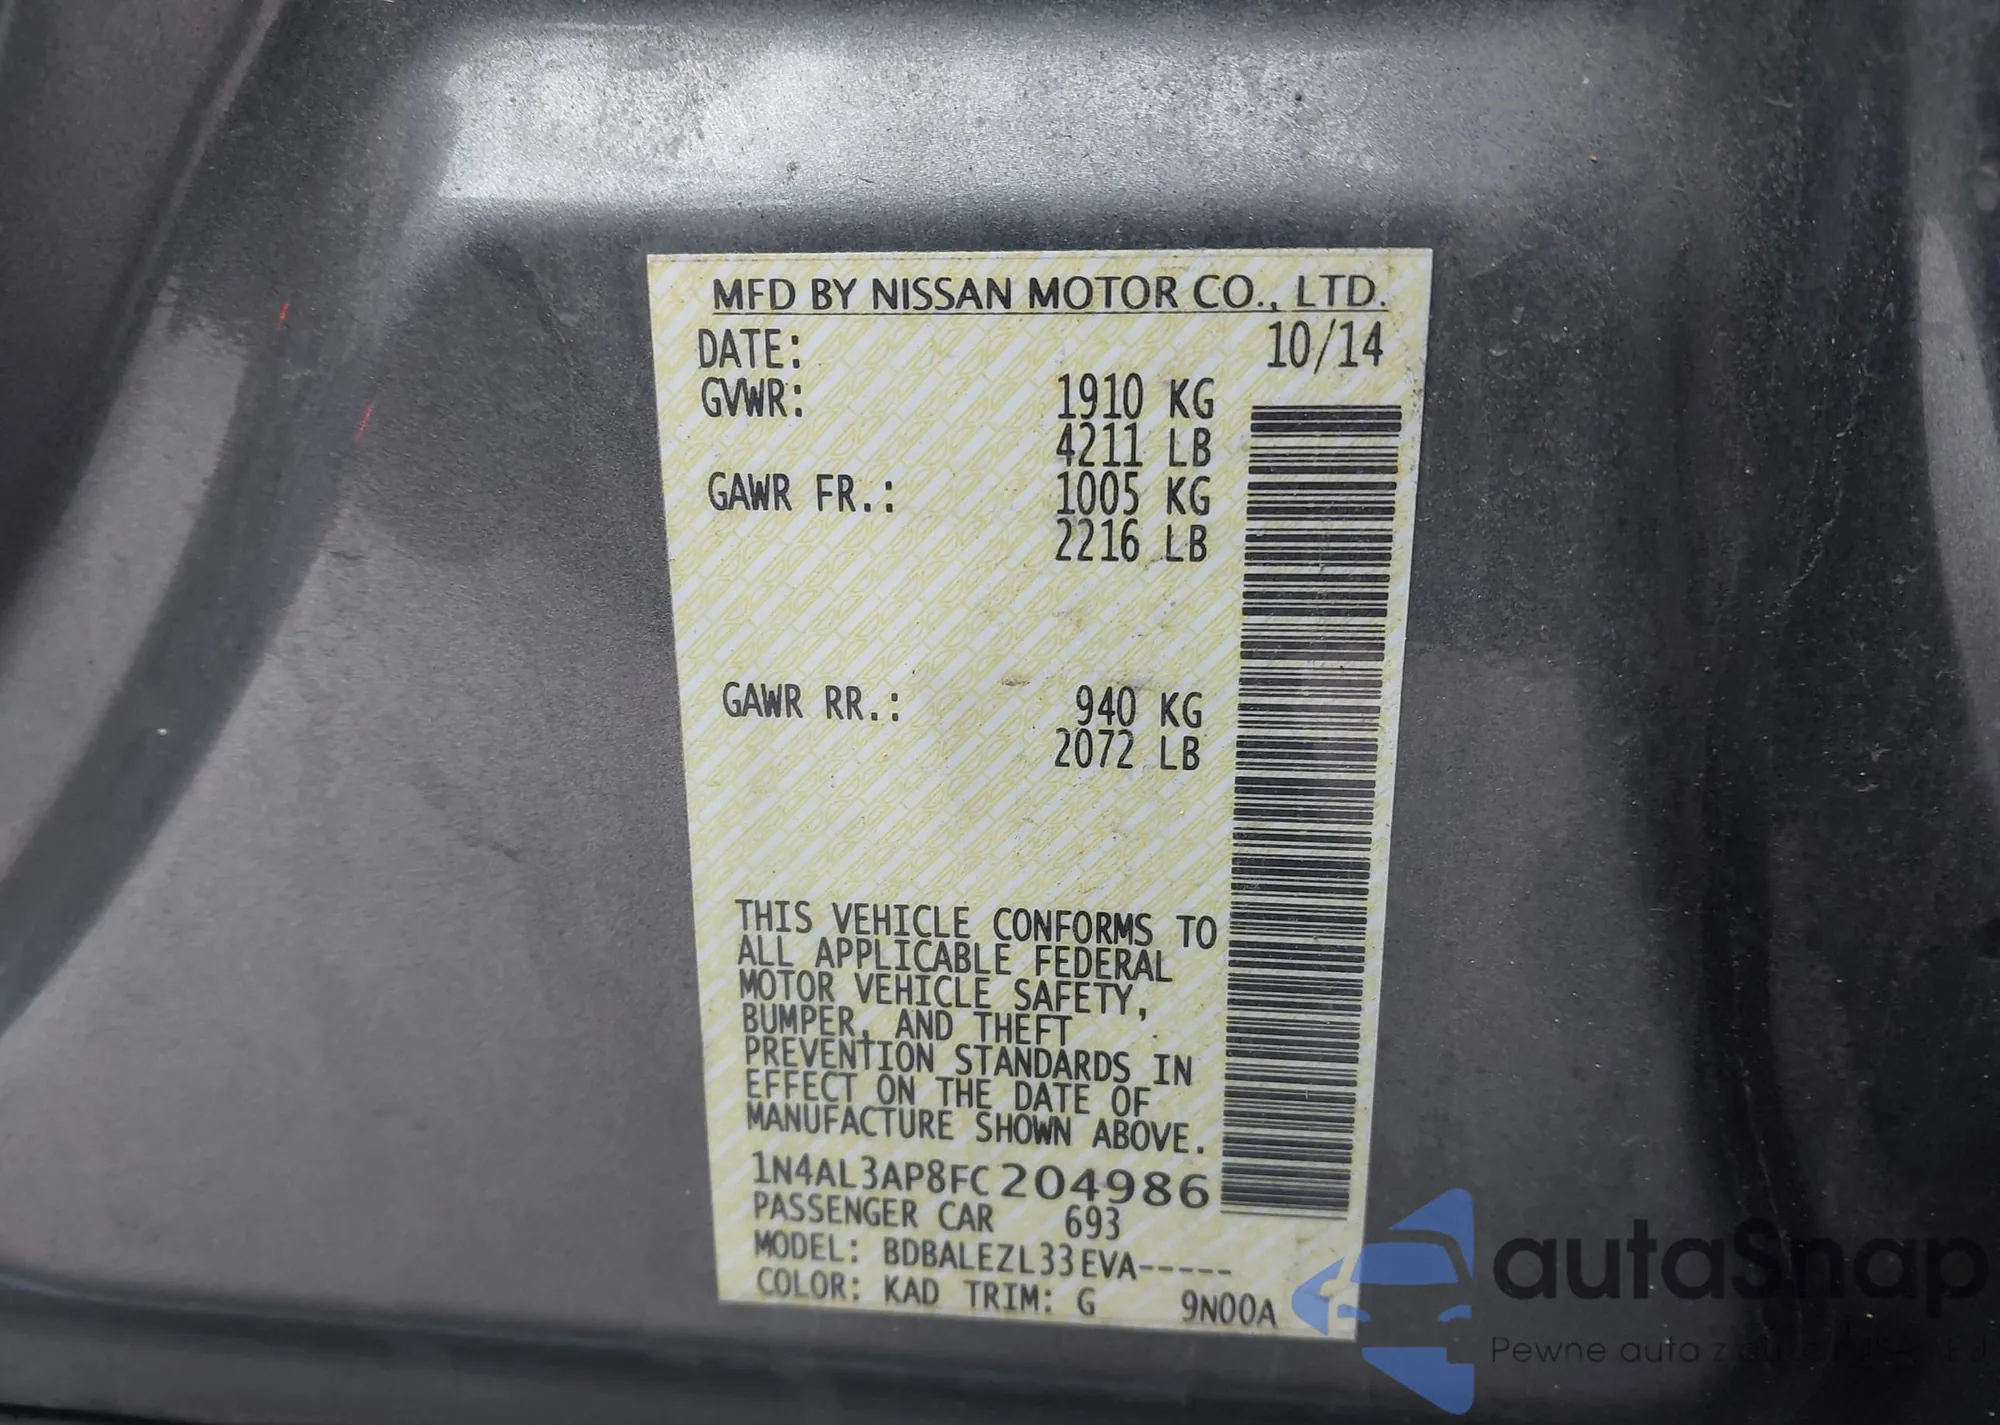 MFD BY NISSAN MOTOR CO., LTD.
DATE: 10/14
GVWR: 1910 KG
4211 LB
GAWR FR.: 1005 KG
2216 LB
GAWR RR.: 940 KG
2072 LB
THIS VEHICLE CONFORMS TO
ALL APPLICABLE FEDERAL
MOTOR VEHICLE SAFETY,
BUMPER, AND THEFT
PREVENTION STANDARDS IN
EFFECT ON THE DATE OF
MANUFACTURE SHOWN ABOVE.
1N4AL3AP8FC204986
PASSENGER CAR 693
MODEL: BDBALEZL33EVA-----
COLOR: KAD TRIM: G 9N00A
autaSnap
Pewne auto z